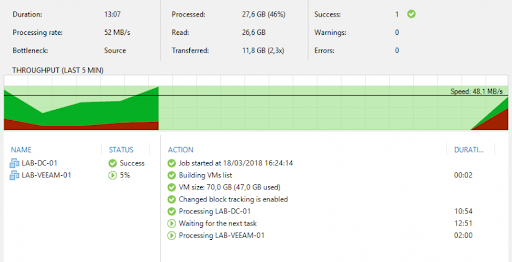 Duration: 13:07 Processed: 27,6 GB (46%) Success: 1
Processing rate: 52 MB/s Read: 26,6 GB Warnings: 0
Bottleneck: Source Transferred: 11,8 GB (2,3x) Errors: 0
THROUGHPUT (LAST 5 MIN)
Speed: 48,1 MB/s
NAME STATUS ACTION DURATI...
LAB-DC-01 Success Job started at 18/03/2018 16:24:14
LAB-VEEAM-01 5% Building VMs list 00:02
VM size: 70,0 GB (47,0 GB used)
Changed block tracking is enabled
Processing LAB-DC-01 10:54
Waiting for the next task 12:51
Processing LAB-VEEAM-01 02:00